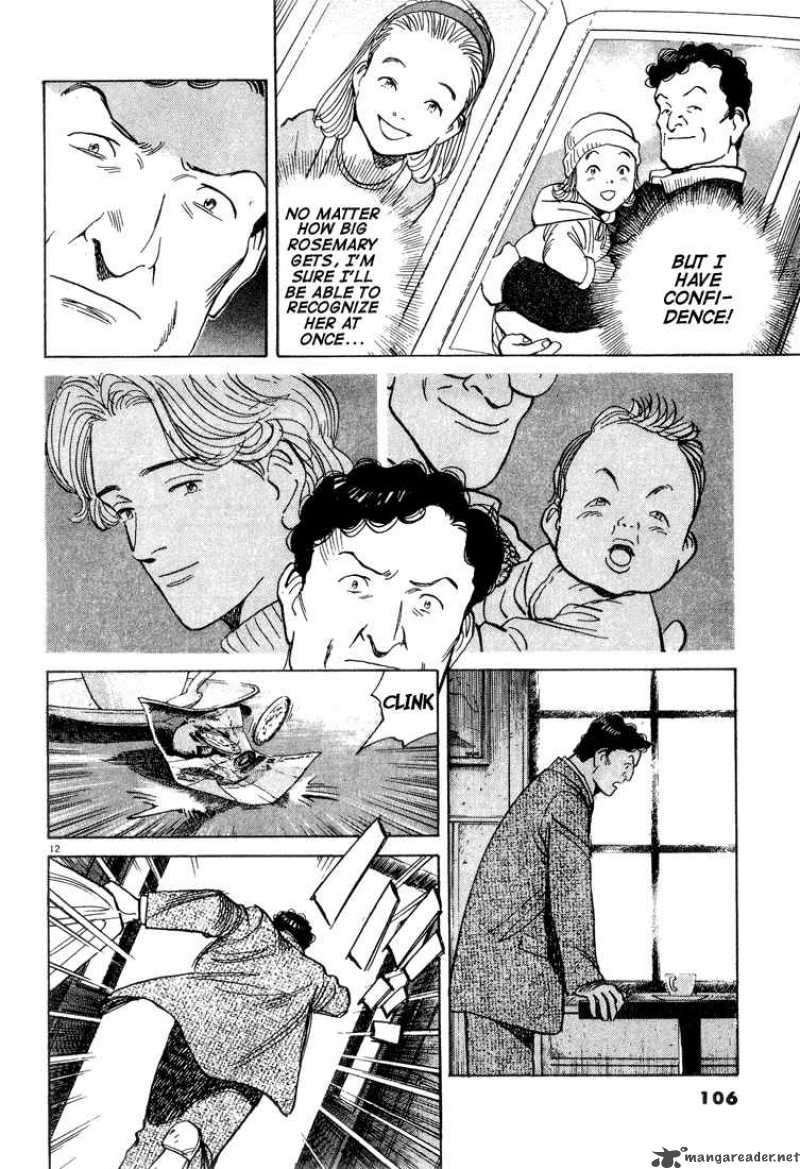 NO MATTER
HOW BIG
ROSEMARY
GETS, I'M
SURE I'LL
BE ABLE TO
RECOGNIZE
HER AT
ONCE...
BUT I
HAVE
CONFI-
DENCE!
CLINK
12
106
mangareader.net